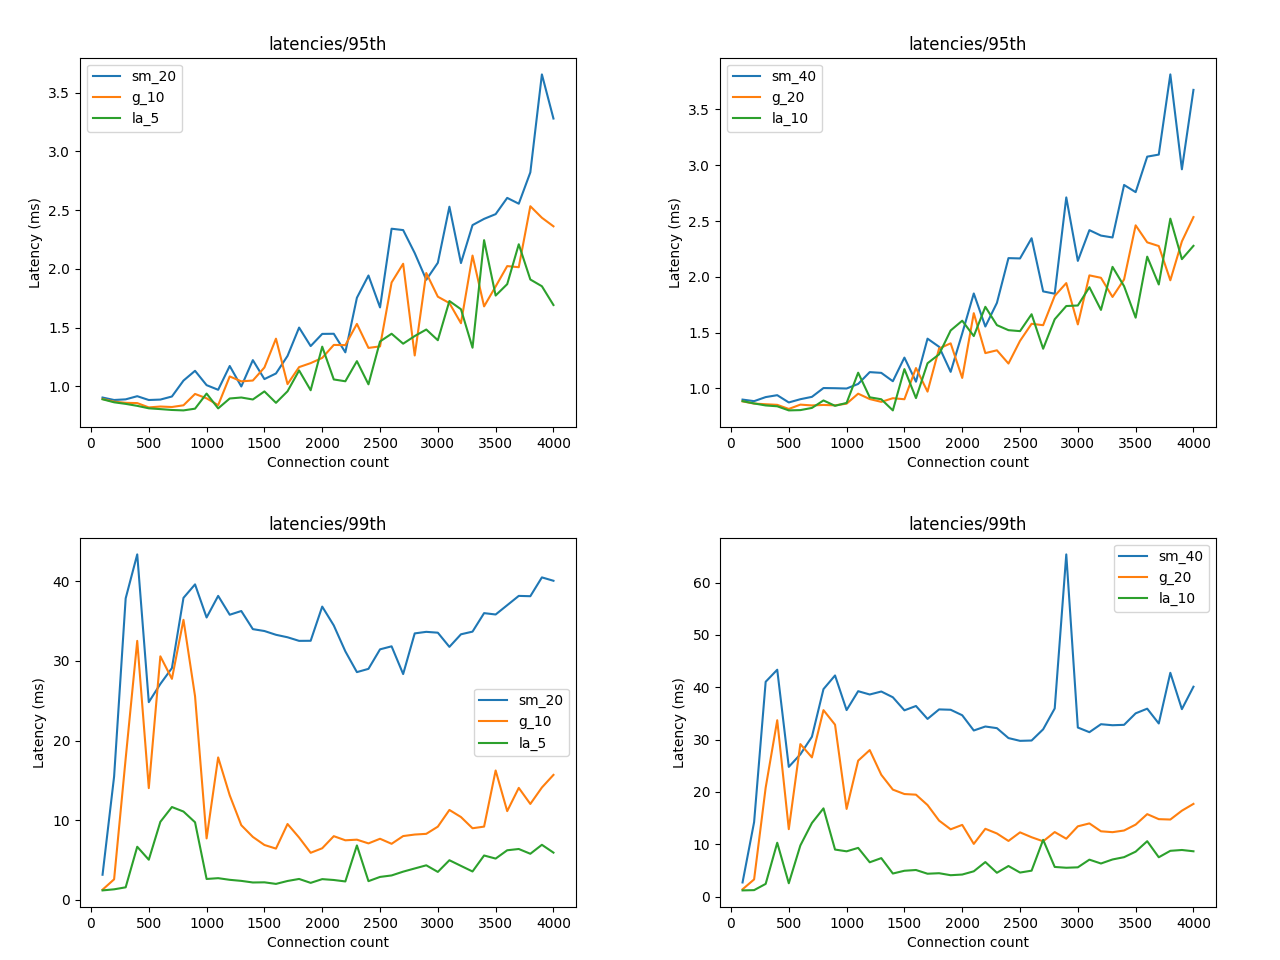 latencies/95th
sm_20
g_10
la_5
3.5
3.0
2.5
2.0
1.5
1.0
Latency (ms)
0 500 1000 1500 2000 2500 3000 3500 4000
Connection count
latencies/95th
sm_40
g_20
la_10
3.5
3.0
2.5
2.0
1.5
1.0
Latency (ms)
0 500 1000 1500 2000 2500 3000 3500 4000
Connection count
latencies/99th
sm_20
g_10
la_5
40
30
20
10
0
Latency (ms)
0 500 1000 1500 2000 2500 3000 3500 4000
Connection count
latencies/99th
sm_40
g_20
la_10
60
50
40
30
20
10
0
Latency (ms)
0 500 1000 1500 2000 2500 3000 3500 4000
Connection count